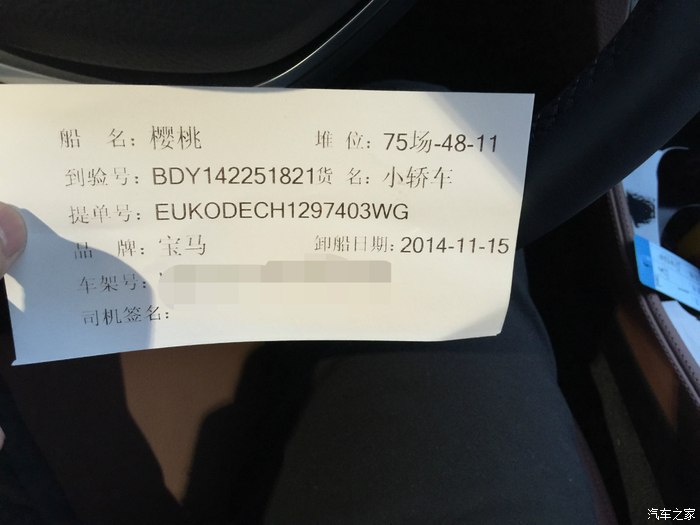 船 名：樱桃 堆 位：75场-48-11
到验号：BDY142251821货 名：小轿车
提单号：EUKODECH1297403WG
品 牌：宝马 卸船日期：2014-11-15
车架号：
司机签名：
汽车之家